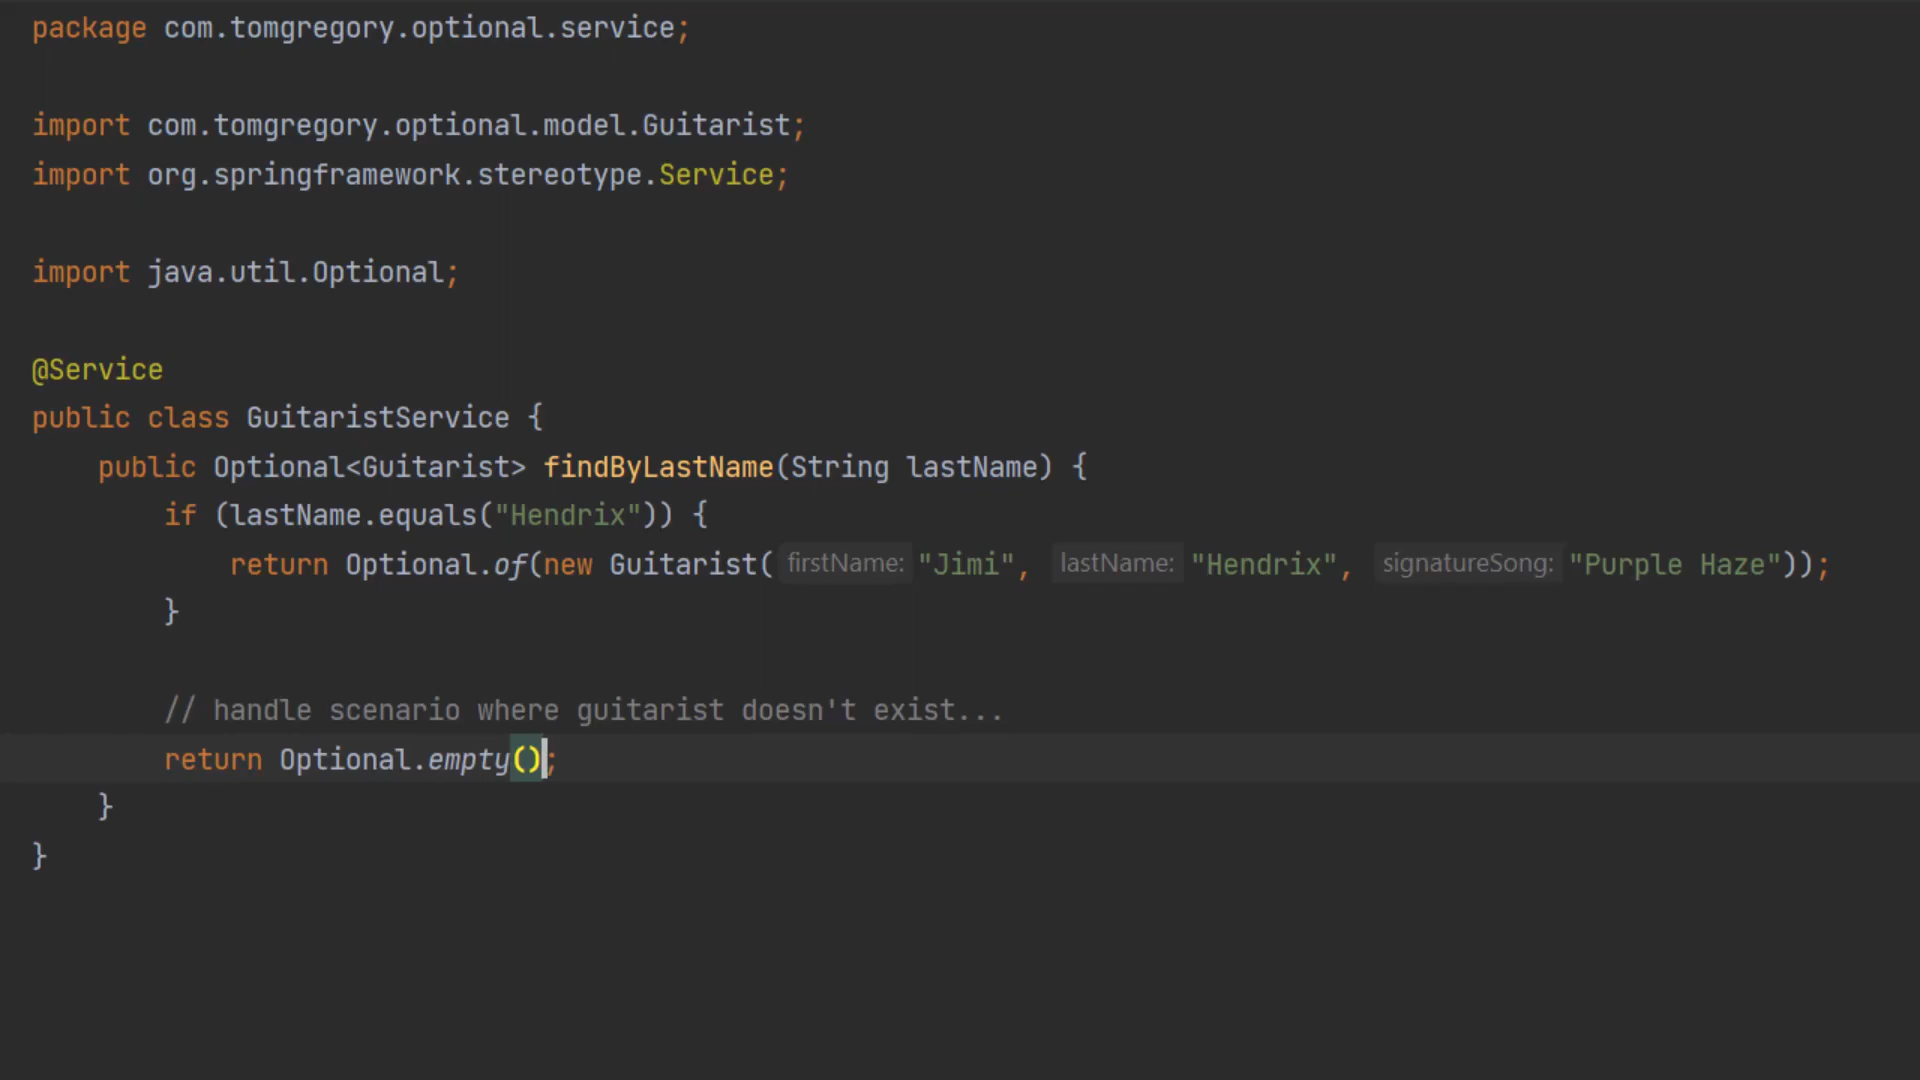 package com.tomgregory.optional.service;
import com.tomgregory.optional.model.Guitarist;
import org.springframework.stereotype.Service;
import java.util.Optional;
@Service
public class GuitaristService {
public Optional<Guitarist> findByLastName(String lastName) {
if (lastName.equals("Hendrix")) {
return Optional.of(new Guitarist( firstName: "Jimi", lastName: "Hendrix", signatureSong: "Purple Haze"));
}
// handle scenario where guitarist doesn't exist...
return Optional.empty();
}
}